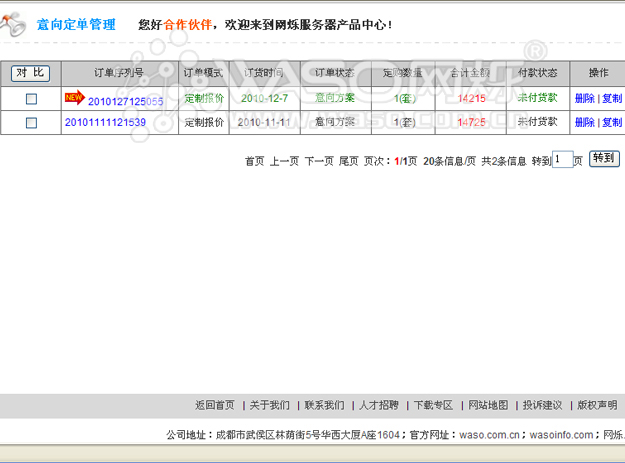 意向定单管理 您好合作伙伴，欢迎来到网烁服务器产品中心！
WASO网烁®
WWW.WASO.COM.CN
对 比 订单序列号 订单模式 订货时间 订单状态 定购数量 合计金额 付款状态 操作
NEW 2010127125055 定制报价 2010-12-7 意向方案 1(套) 14215 未付货款 删除 | 复制
20101111121539 定制报价 2010-11-11 意向方案 1(套) 14725 未付货款 删除 | 复制
首页 上一页 下一页 尾页 页次：1/1页 20条信息/页 共2条信息 转到 1 页 转到
返回首页 | 关于我们 | 联系我们 | 人才招聘 | 下载专区 | 网站地图 | 投诉建议 | 版权声明
公司地址：成都市武侯区林荫街5号华西大厦A座1604；官方网址：waso.com.cn；wasoinfo.com；网烁